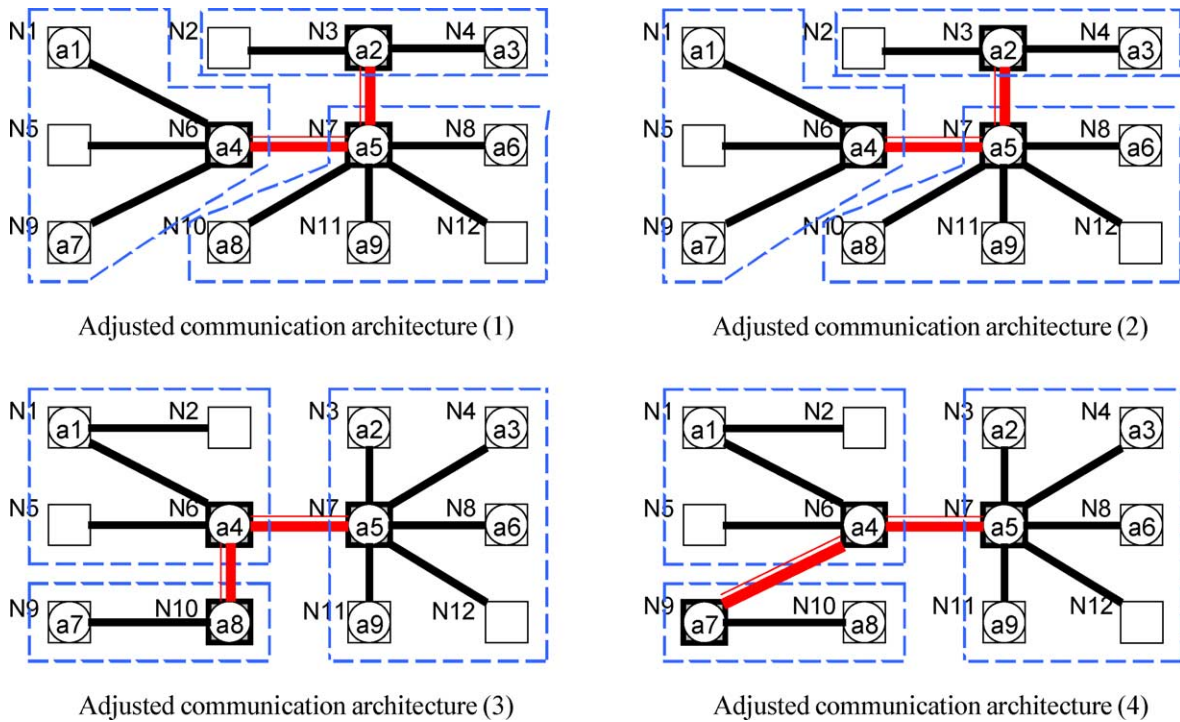 N1 N2 N3 N4
a1 a2 a3
N5 N6 N7 N8
a4 a5 a6
N9 N10 N11 N12
a7 a8 a9
Adjusted communication architecture (1)
N1 N2 N3 N4
a1 a2 a3
N5 N6 N7 N8
a4 a5 a6
N9 N10 N11 N12
a7 a8 a9
Adjusted communication architecture (2)
N1 N2 N3 N4
a1 a2 a3
N5 N6 N7 N8
a4 a5 a6
N9 N10 N11 N12
a7 a8 a9
Adjusted communication architecture (3)
N1 N2 N3 N4
a1 a2 a3
N5 N6 N7 N8
a4 a5 a6
N9 N10 N11 N12
a7 a8 a9
Adjusted communication architecture (4)